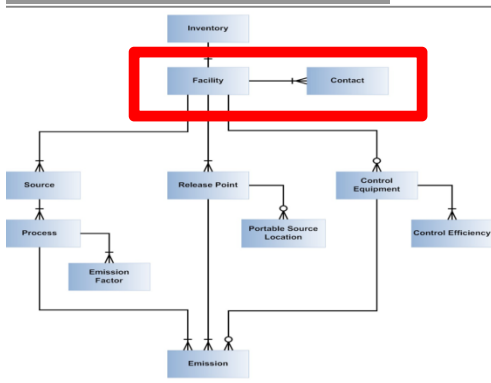 Inventory
Facility
Contact
Source
Release Point
Control
Equipment
Process
Portable Source
Location
Control Efficiency
Emission
Factor
Emission